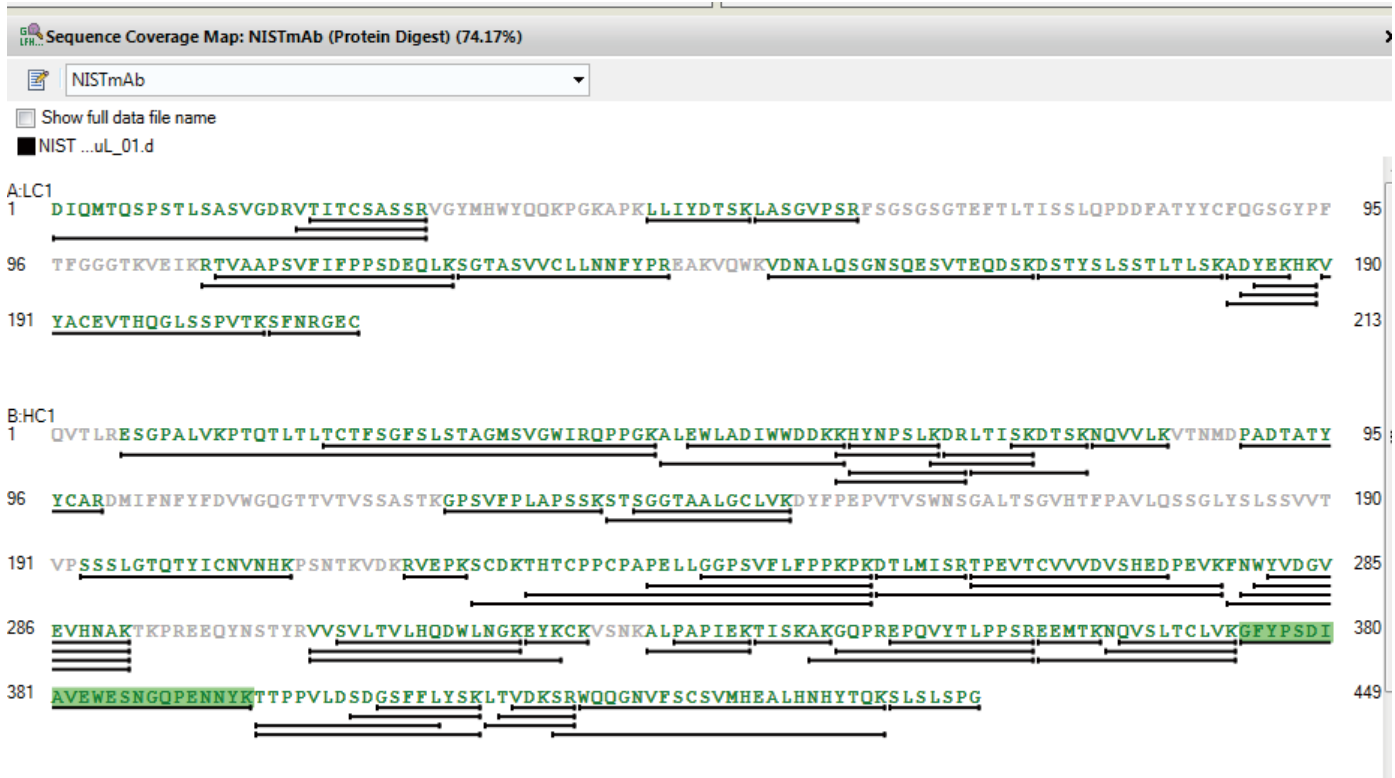 G LFH... Sequence Coverage Map: NISTmAb (Protein Digest) (74.17%)
NISTmAb
Show full data file name
NIST ...uL_01.d
A:LC1
1 DIQMTQSPSTLSASVGDRVTITCSASSRVGYMHWYQQKPGKAPKLLIYDTSKLASGVPSRFSGSGSGTEFTLTISSLQPDDFATYYCFQGSGYPF 95
96 TFGGGTKVEIKRTVAAPSVFIFPPSDEQLKSGTASVVCLLNNFYPREAKVQWKVDNALQSGNSQESVTEQDSKDSTYSLSSTLTLSKADYEKHKV 190
191 YACEVTHQGLSSPVTKSFNRGEC 213
B:HC1
1 QVTLRESGPALVKPTQTLTLTCTFSGFSLSTAGMSVGWIRQPPGKALEWLADIWWDDKKHYNPSLKDRLTISKDTSKNQVVLKVTNMDPADTATY 95
96 YCARDMIFNFYFDVWGQGTTVTVSSASTKGPSVFPLAPSSKSTSGGTAALGCLVKDYFPEPVTVSWNSGALTSGVHTFPAVLQSSGLYSLSSVVT 190
191 VPSSSLGTQTYICNVNHKPSNTKVDKRVEPKSCDKTHTCPPCPAPELLGGPSVFLFPPKPKDTLMISRTPEVTCVVVDVSHEDPEVKFNWYVDGV 285
286 EVHNAKTKPREEQYNSTYRVVSVLTVLHQDWLNGKEYKCKVSNKALPAPIEKTISKAKGQPREPQVYTLPPSREEMTKNQVSLTCLVKGFYPSDI 380
381 AVEWESNGQPENNYKTTPPVLDSDGSFFLYSKLTVDKSRWQQGNVFSCSVMHEALHNHYTQKSLSLSPG 449